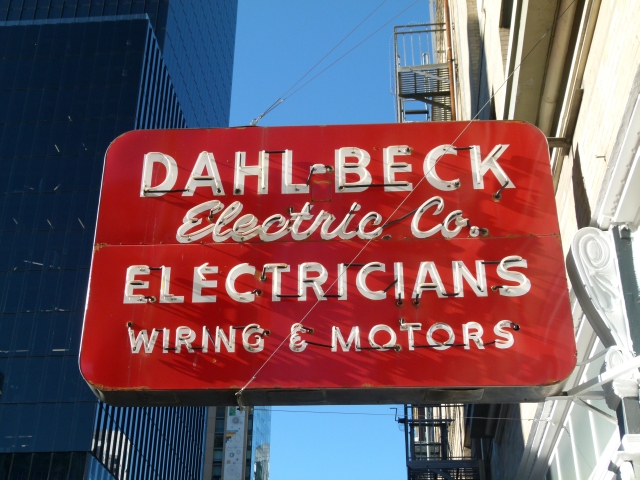 DAHL-BECK
Electric Co.
ELECTRICIANS
WIRING & MOTORS